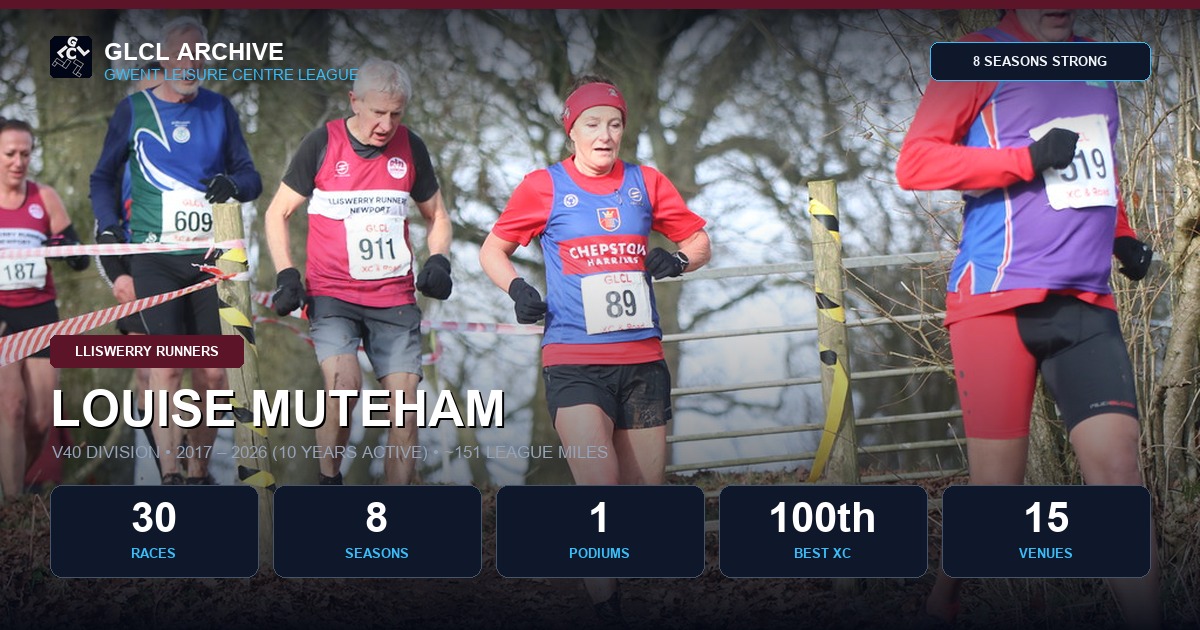 GLCL ARCHIVE
GWENT LEISURE CENTRE LEAGUE
8 SEASONS STRONG
609
LLISWERRY RUNNERS
NEWPORT
GLCL
911
XC & Road
187
CHEPSTOW
HARRIERS
GLCL
89
XC & Road
519
XC & Road
LLISWERRY RUNNERS
LOUISE MUTEHAM
V40 DIVISION • 2017 – 2026 (10 YEARS ACTIVE) • ~151 LEAGUE MILES
30
RACES
8
SEASONS
1
PODIUMS
100th
BEST XC
15
VENUES